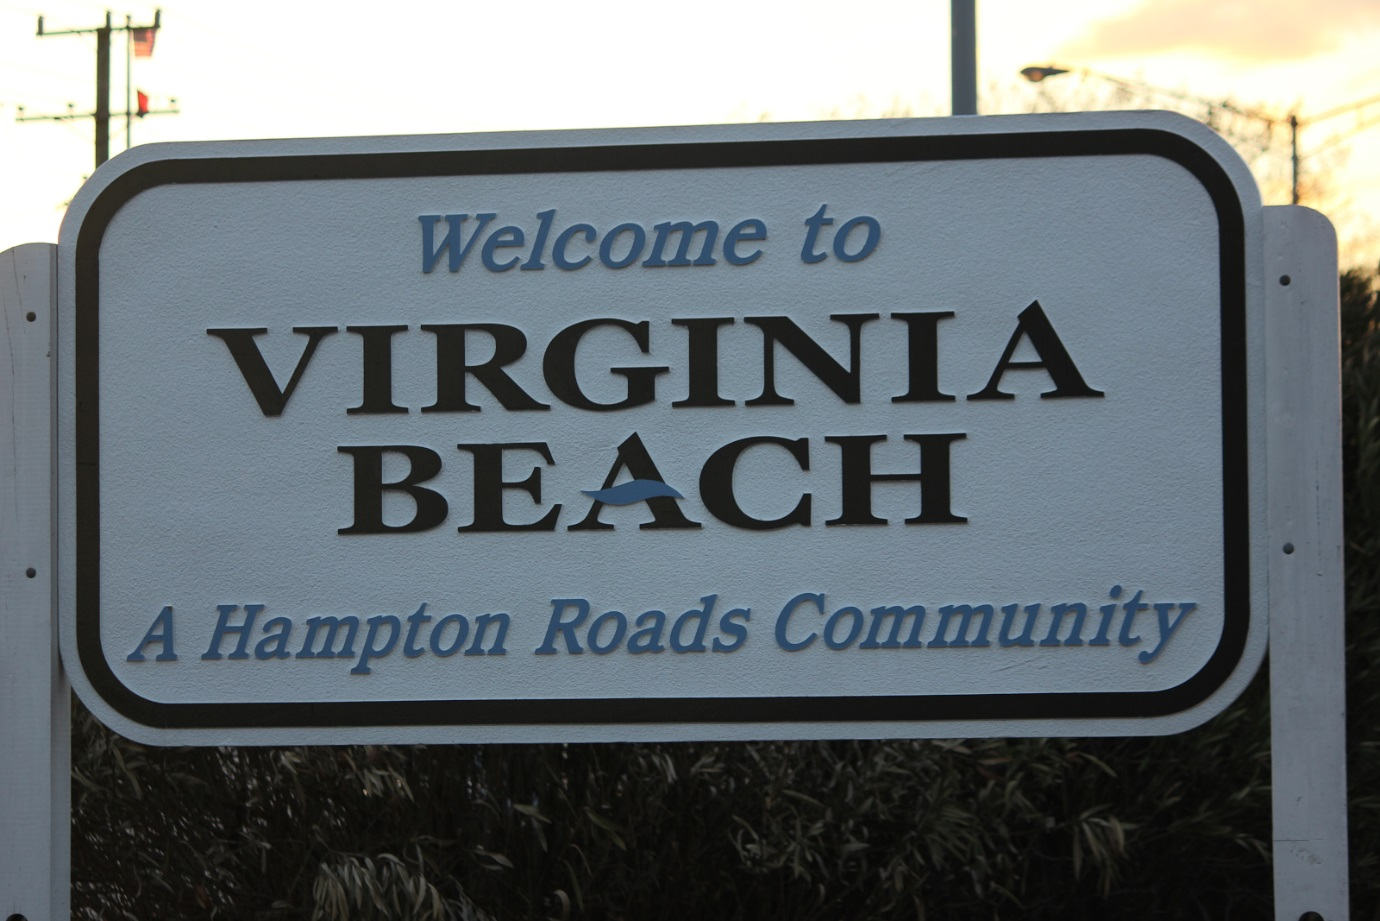 Welcome to
VIRGINIA
BEACH
A Hampton Roads Community